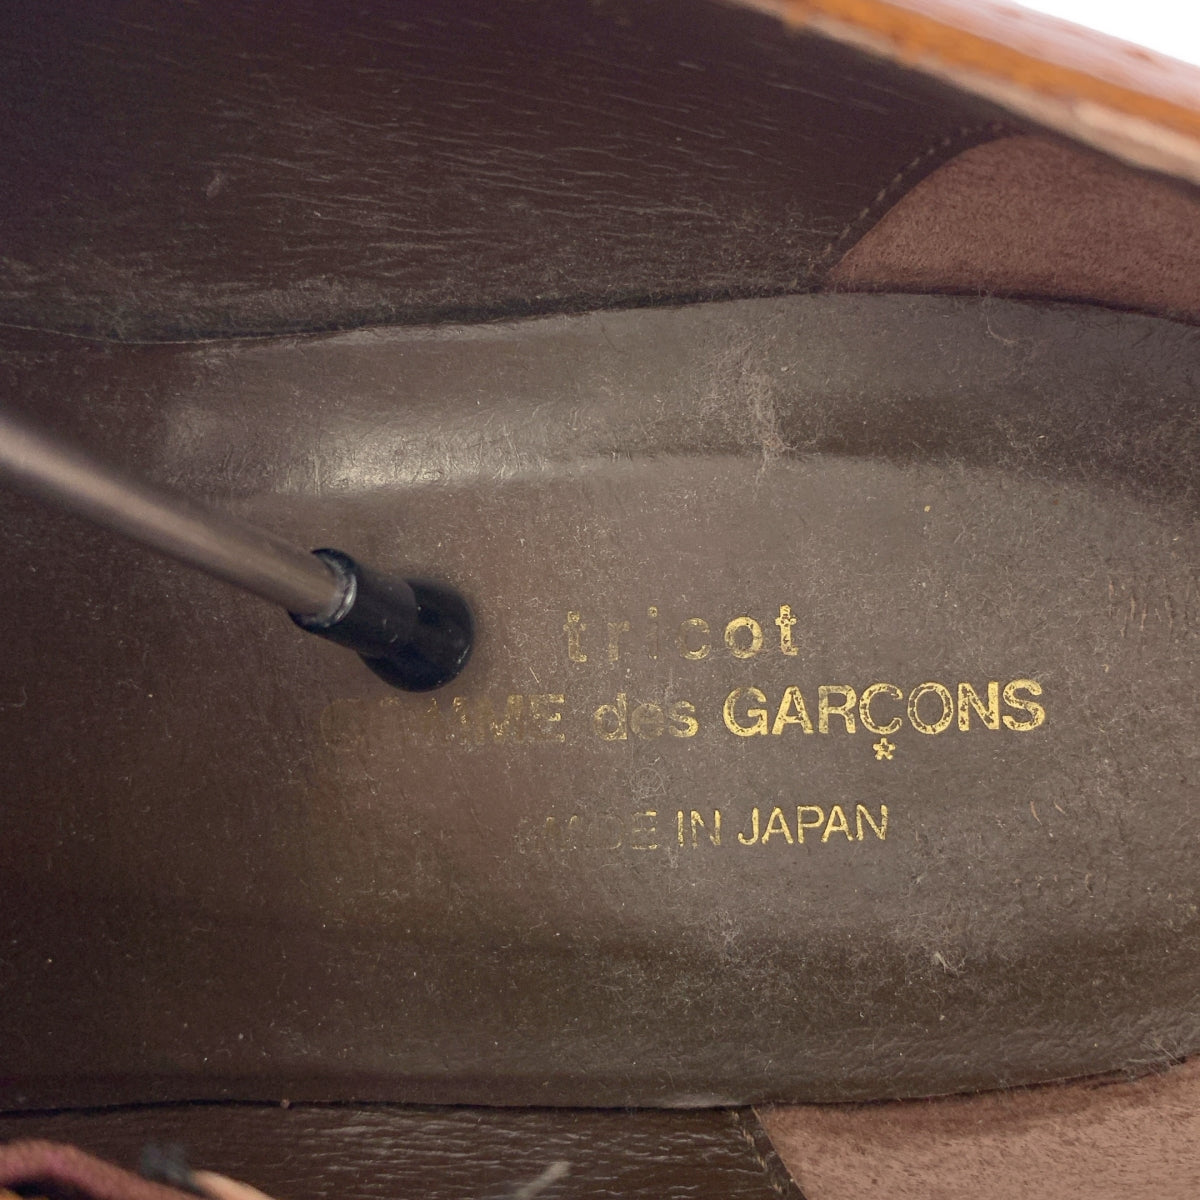 tricot
COMME des GARÇONS
MADE IN JAPAN